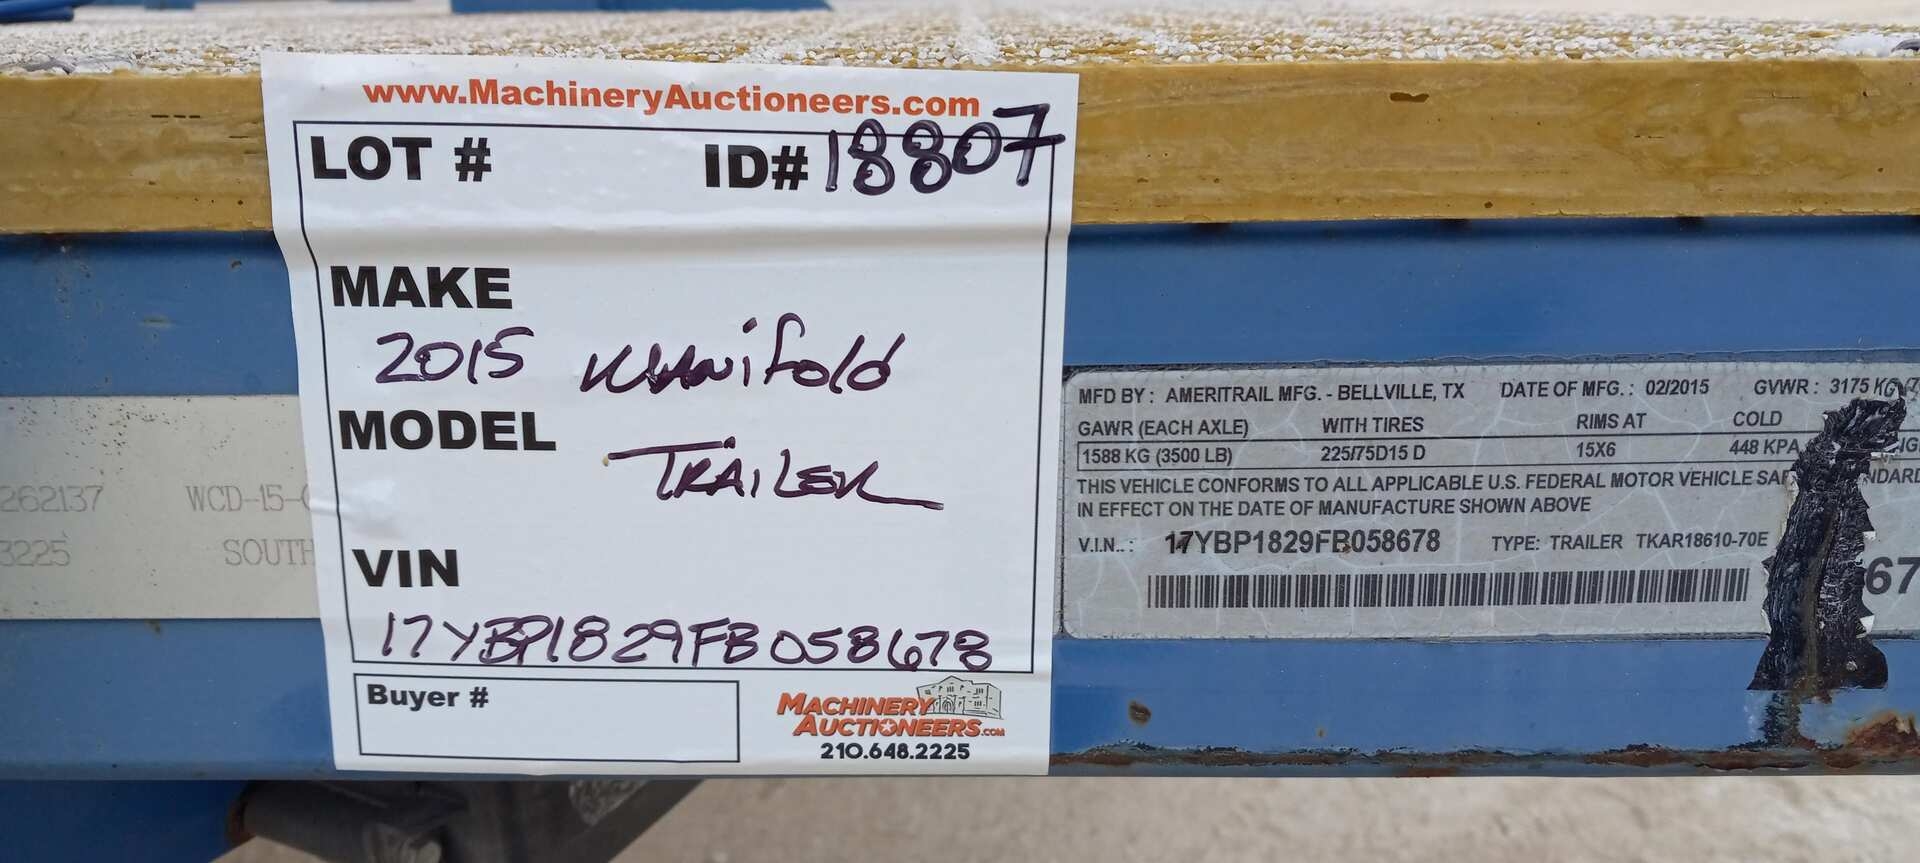 www.MachineryAuctioneers.com
LOT # ID# 18807
MAKE
2015 Manifold
MODEL
TRAILER
VIN
17YBP1829FB058678
Buyer #
MACHINERY
AUCTIONEERS.COM
210.648.2225
262137 WCD-15-
3225 SOUTH
MFD BY : AMERITRAIL MFG. - BELLVILLE, TX DATE OF MFG. : 02/2015 GVWR : 3175 KG (7
GAWR (EACH AXLE) WITH TIRES RIMS AT COLD
1588 KG (3500 LB) 225/75D15 D 15X6 448 KPA
THIS VEHICLE CONFORMS TO ALL APPLICABLE U.S. FEDERAL MOTOR VEHICLE
IN EFFECT ON THE DATE OF MANUFACTURE SHOWN ABOVE
V.I.N.. : 17YBP1829FB058678 TYPE: TRAILER TKAR18610-70E
67